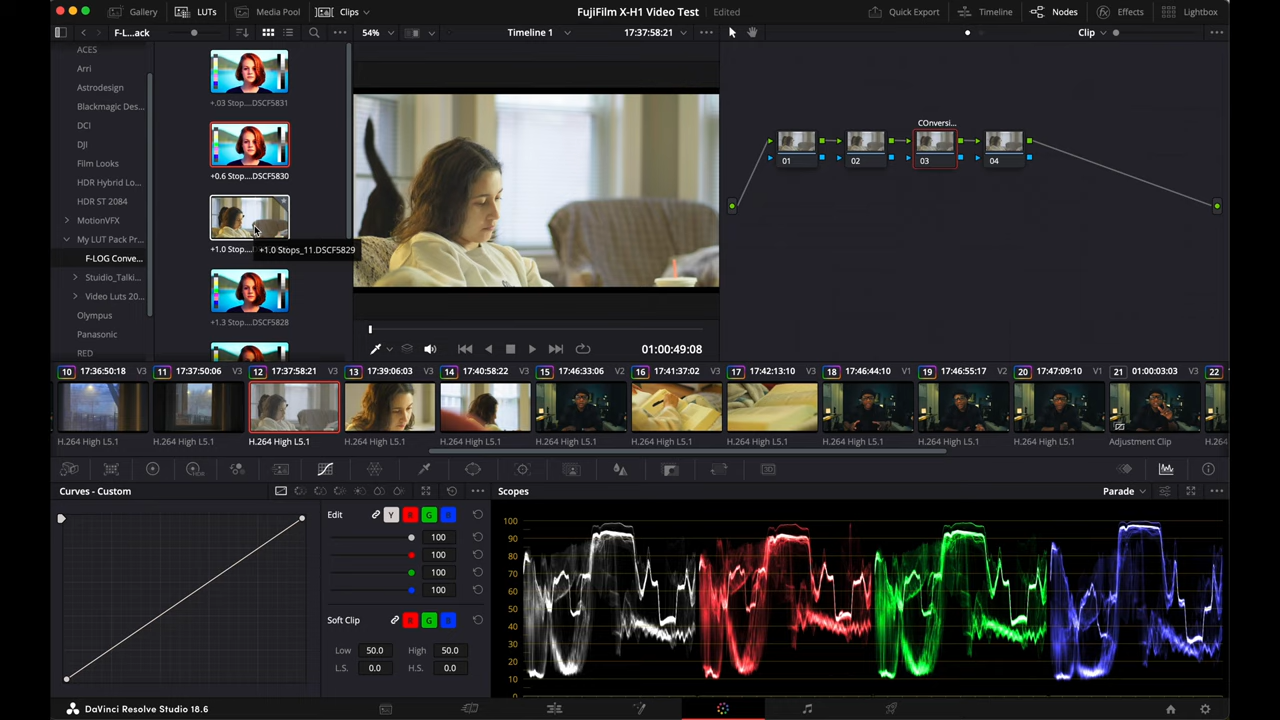 Gallery LUTs Media Pool Clips FujiFilm X-H1 Video Test Edited Quick Export Timeline Nodes Effects Lightbox
F-L...ack 54% Timeline 1 17:37:58:21 Clip
ACES
Arri
Astrodesign
Blackmagic Des...
DCI
DJI
Film Looks
HDR Hybrid Lo...
HDR ST 2084
MotionVFX
My LUT Pack Pr...
F-LOG Conve...
Stuidio_Talki...
Video Luts 20...
Olympus
Panasonic
RED
+.03 Stop....DSCF5831
+0.6 Stop....DSCF5830
+1.0 Stop....
+1.0 Stops_11.DSCF5829
+1.3 Stop....DSCF5828
01:00:49:08
COnversi...
01 02 03 04
10 17:36:50:18 V3 11 17:37:50:06 V3 12 17:37:58:21 V3 13 17:39:06:03 V3 14 17:40:58:22 V3 15 17:46:33:06 V2 16 17:41:37:02 V3 17 17:42:13:10 V3 18 17:46:44:10 V1 19 17:46:55:17 V1 20 17:47:09:10 V1 21 01:00:03:03 V3 22
H.264 High L5.1 H.264 High L5.1 H.264 High L5.1 H.264 High L5.1 H.264 High L5.1 H.264 High L5.1 H.264 High L5.1 H.264 High L5.1 H.264 High L5.1 H.264 High L5.1 H.264 High L5.1 Adjustment Clip H.264
Curves - Custom
Edit Y R G B
100
100
100
100
Soft Clip R G B
Low 50.0 High 50.0
L.S. 0.0 H.S. 0.0
Scopes Parade
100
90
80
70
60
50
40
30
20
10
0
DaVinci Resolve Studio 18.6